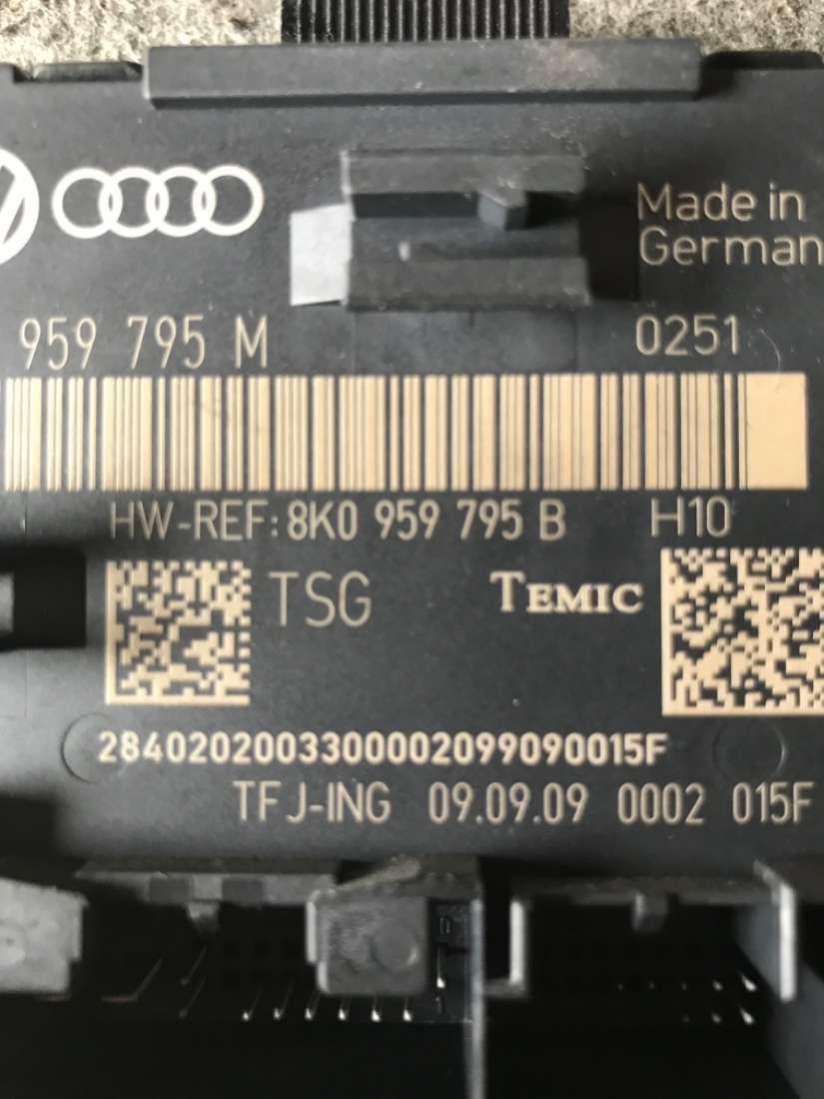 Made in
German
959 795 M 0251
HW-REF: 8K0 959 795 B H10
TSG TEMIC
2840202003300002099090015F
TFJ-ING 09.09.09 0002 015F